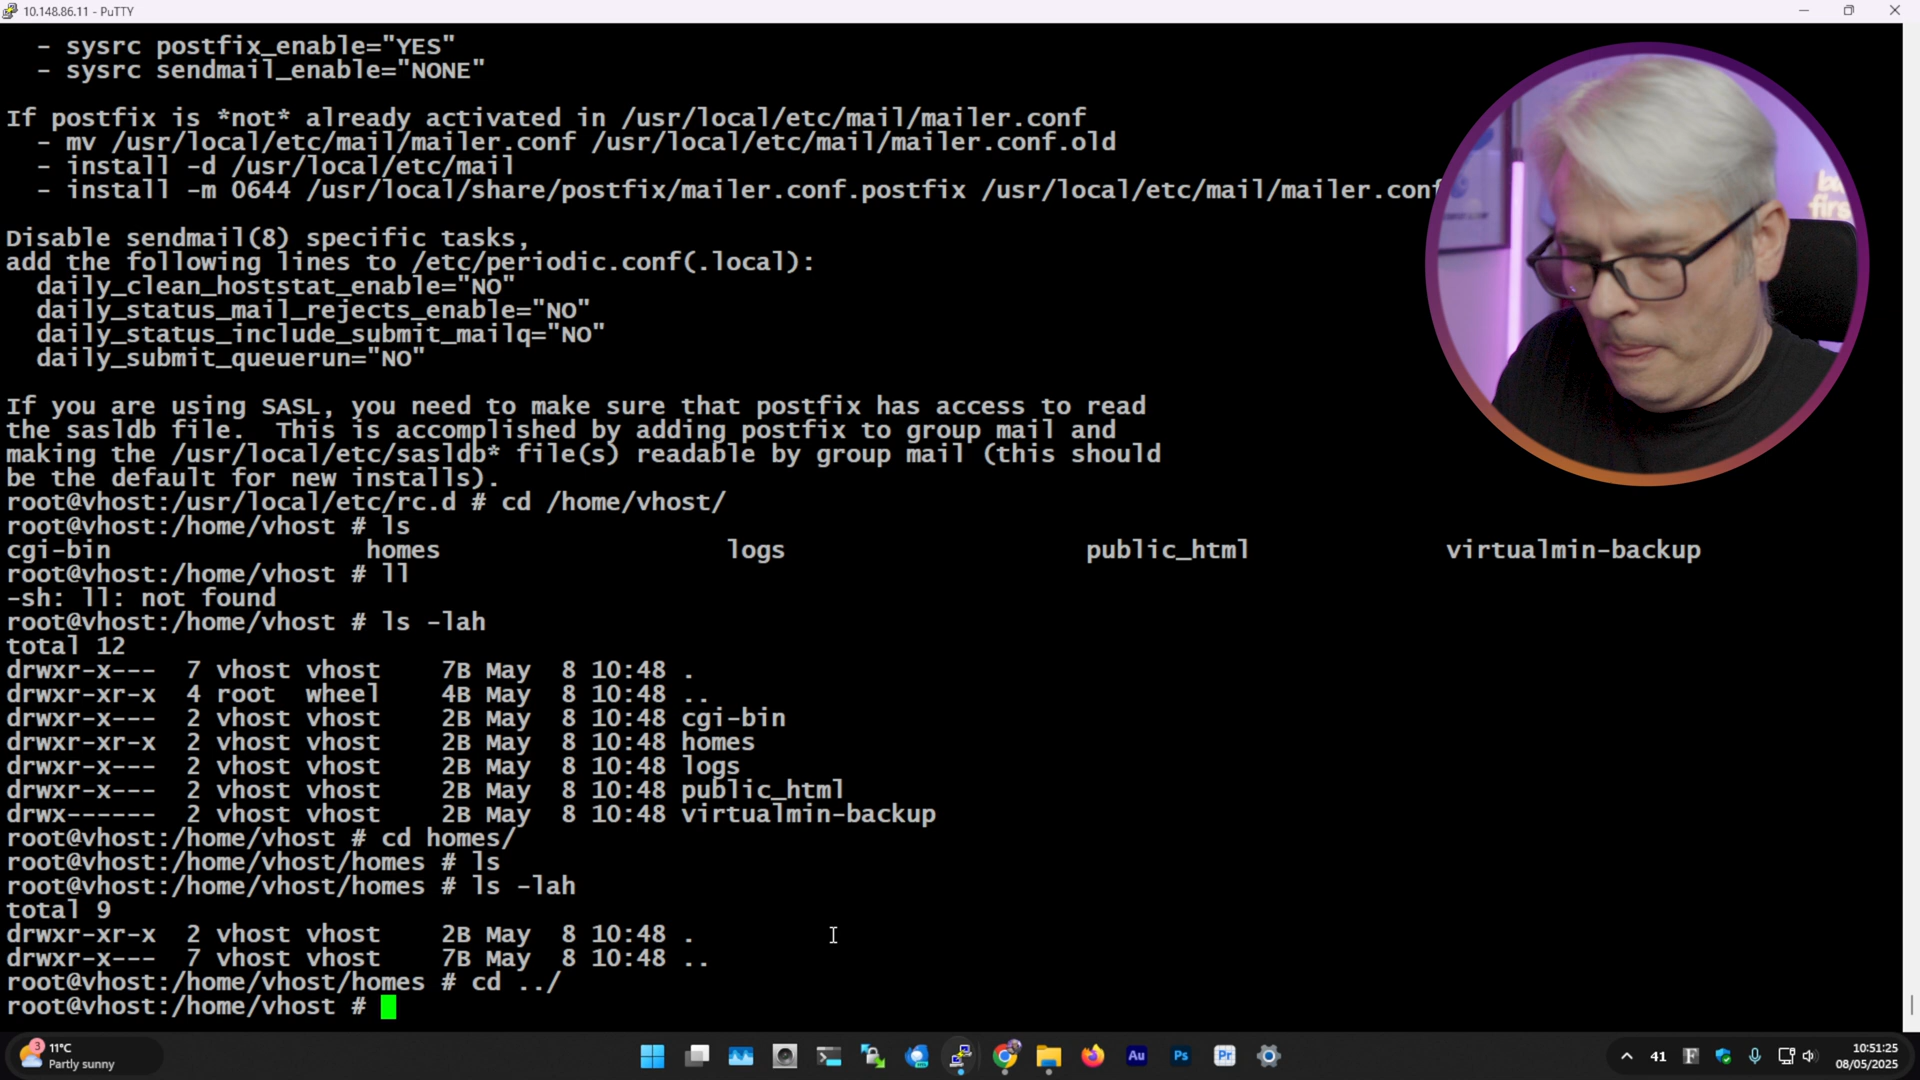 10.148.86.11 - PuTTY
- sysrc postfix_enable="YES"
- sysrc sendmail_enable="NONE"
If postfix is *not* already activated in /usr/local/etc/mail/mailer.conf
- mv /usr/local/etc/mail/mailer.conf /usr/local/etc/mail/mailer.conf.old
- install -d /usr/local/etc/mail
- install -m 0644 /usr/local/share/postfix/mailer.conf.postfix /usr/local/etc/mail/mailer.conf
Disable sendmail(8) specific tasks,
add the following lines to /etc/periodic.conf(.local):
daily_clean_hoststat_enable="NO"
daily_status_mail_rejects_enable="NO"
daily_status_include_submit_mailq="NO"
daily_submit_queuerun="NO"
If you are using SASL, you need to make sure that postfix has access to read
the sasldb file.  This is accomplished by adding postfix to group mail and
making the /usr/local/etc/sasldb* file(s) readable by group mail (this should
be the default for new installs).
root@vhost:/usr/local/etc/rc.d # cd /home/vhost/
root@vhost:/home/vhost # ls
cgi-bin homes logs public_html virtualmin-backup
root@vhost:/home/vhost # ll
-sh: ll: not found
root@vhost:/home/vhost # ls -lah
total 12
drwxr-x---  7 vhost vhost    7B May  8 10:48 .
drwxr-xr-x  4 root  wheel    4B May  8 10:48 ..
drwxr-x---  2 vhost vhost    2B May  8 10:48 cgi-bin
drwxr-xr-x  2 vhost vhost    2B May  8 10:48 homes
drwxr-x---  2 vhost vhost    2B May  8 10:48 logs
drwxr-x---  2 vhost vhost    2B May  8 10:48 public_html
drwx------  2 vhost vhost    2B May  8 10:48 virtualmin-backup
root@vhost:/home/vhost # cd homes/
root@vhost:/home/vhost/homes # ls
root@vhost:/home/vhost/homes # ls -lah
total 9
drwxr-xr-x  2 vhost vhost    2B May  8 10:48 .
drwxr-x---  7 vhost vhost    7B May  8 10:48 ..
root@vhost:/home/vhost/homes # cd ../
root@vhost:/home/vhost #
3
11°C
Partly sunny
Au
Ps
Pr
41
F
10:51:25
08/05/2025